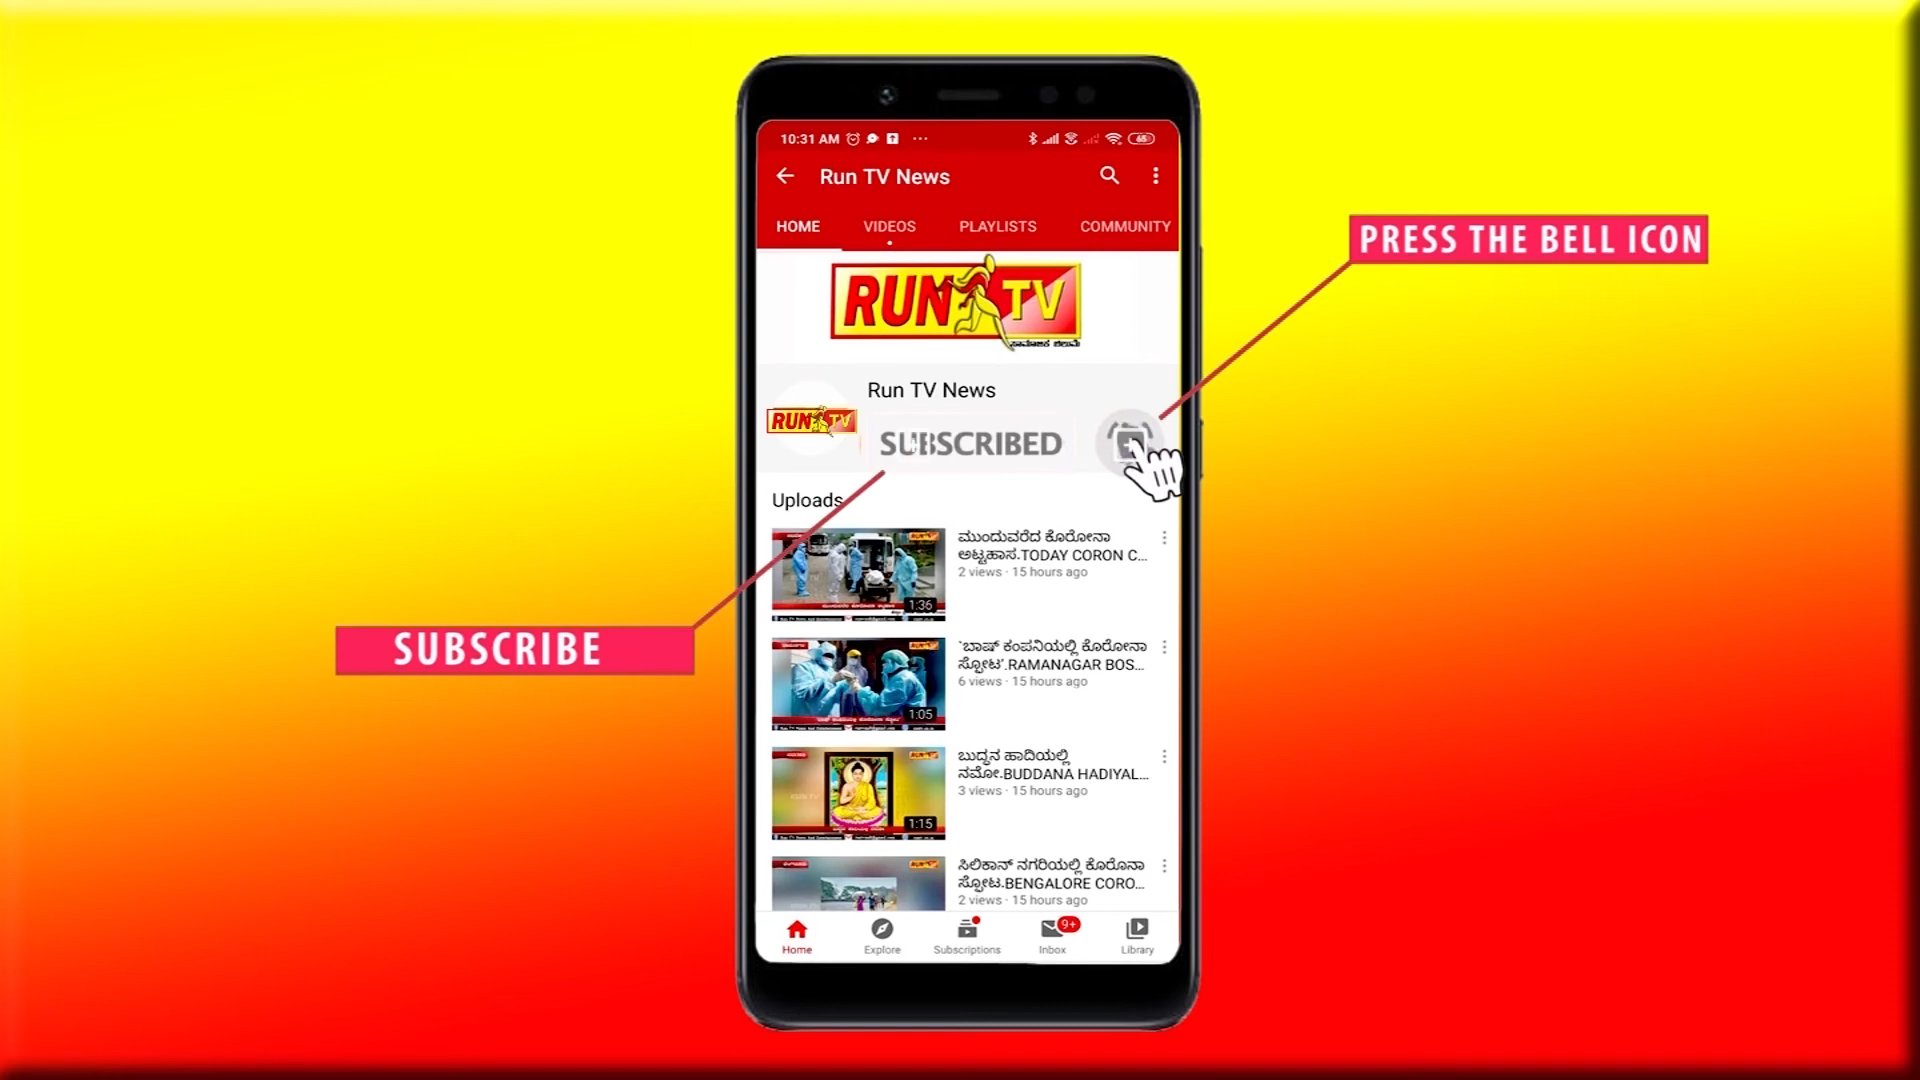 10:31 AM
65
Run TV News
HOME VIDEOS PLAYLISTS COMMUNITY
PRESS THE BELL ICON
RUN TV
ಸಾಮಾಜಿಕ ಚಿಲುಮೆ
Run TV News
RUN TV
SUBSCRIBED
Uploads
ಮುಂದುವರೆದ ಕೊರೋನಾ
ಅಟ್ಟಹಾಸ.TODAY CORON C...
2 views · 15 hours ago
1:36
SUBSCRIBE
`ಬಾಷ್ ಕಂಪನಿಯಲ್ಲಿ ಕೊರೋನಾ
ಸ್ಫೋಟ'.RAMANAGAR BOS...
6 views · 15 hours ago
1:05
ಬುದ್ಧನ ಹಾದಿಯಲ್ಲಿ
ನಮೋ.BUDDANA HADIYAL...
3 views · 15 hours ago
1:15
ಸಿಲಿಕಾನ್ ನಗರಿಯಲ್ಲಿ ಕೊರೊನಾ
ಸ್ಫೋಟ.BENGALORE CORO...
2 views · 15 hours ago
9+
Home Explore Subscriptions Inbox Library